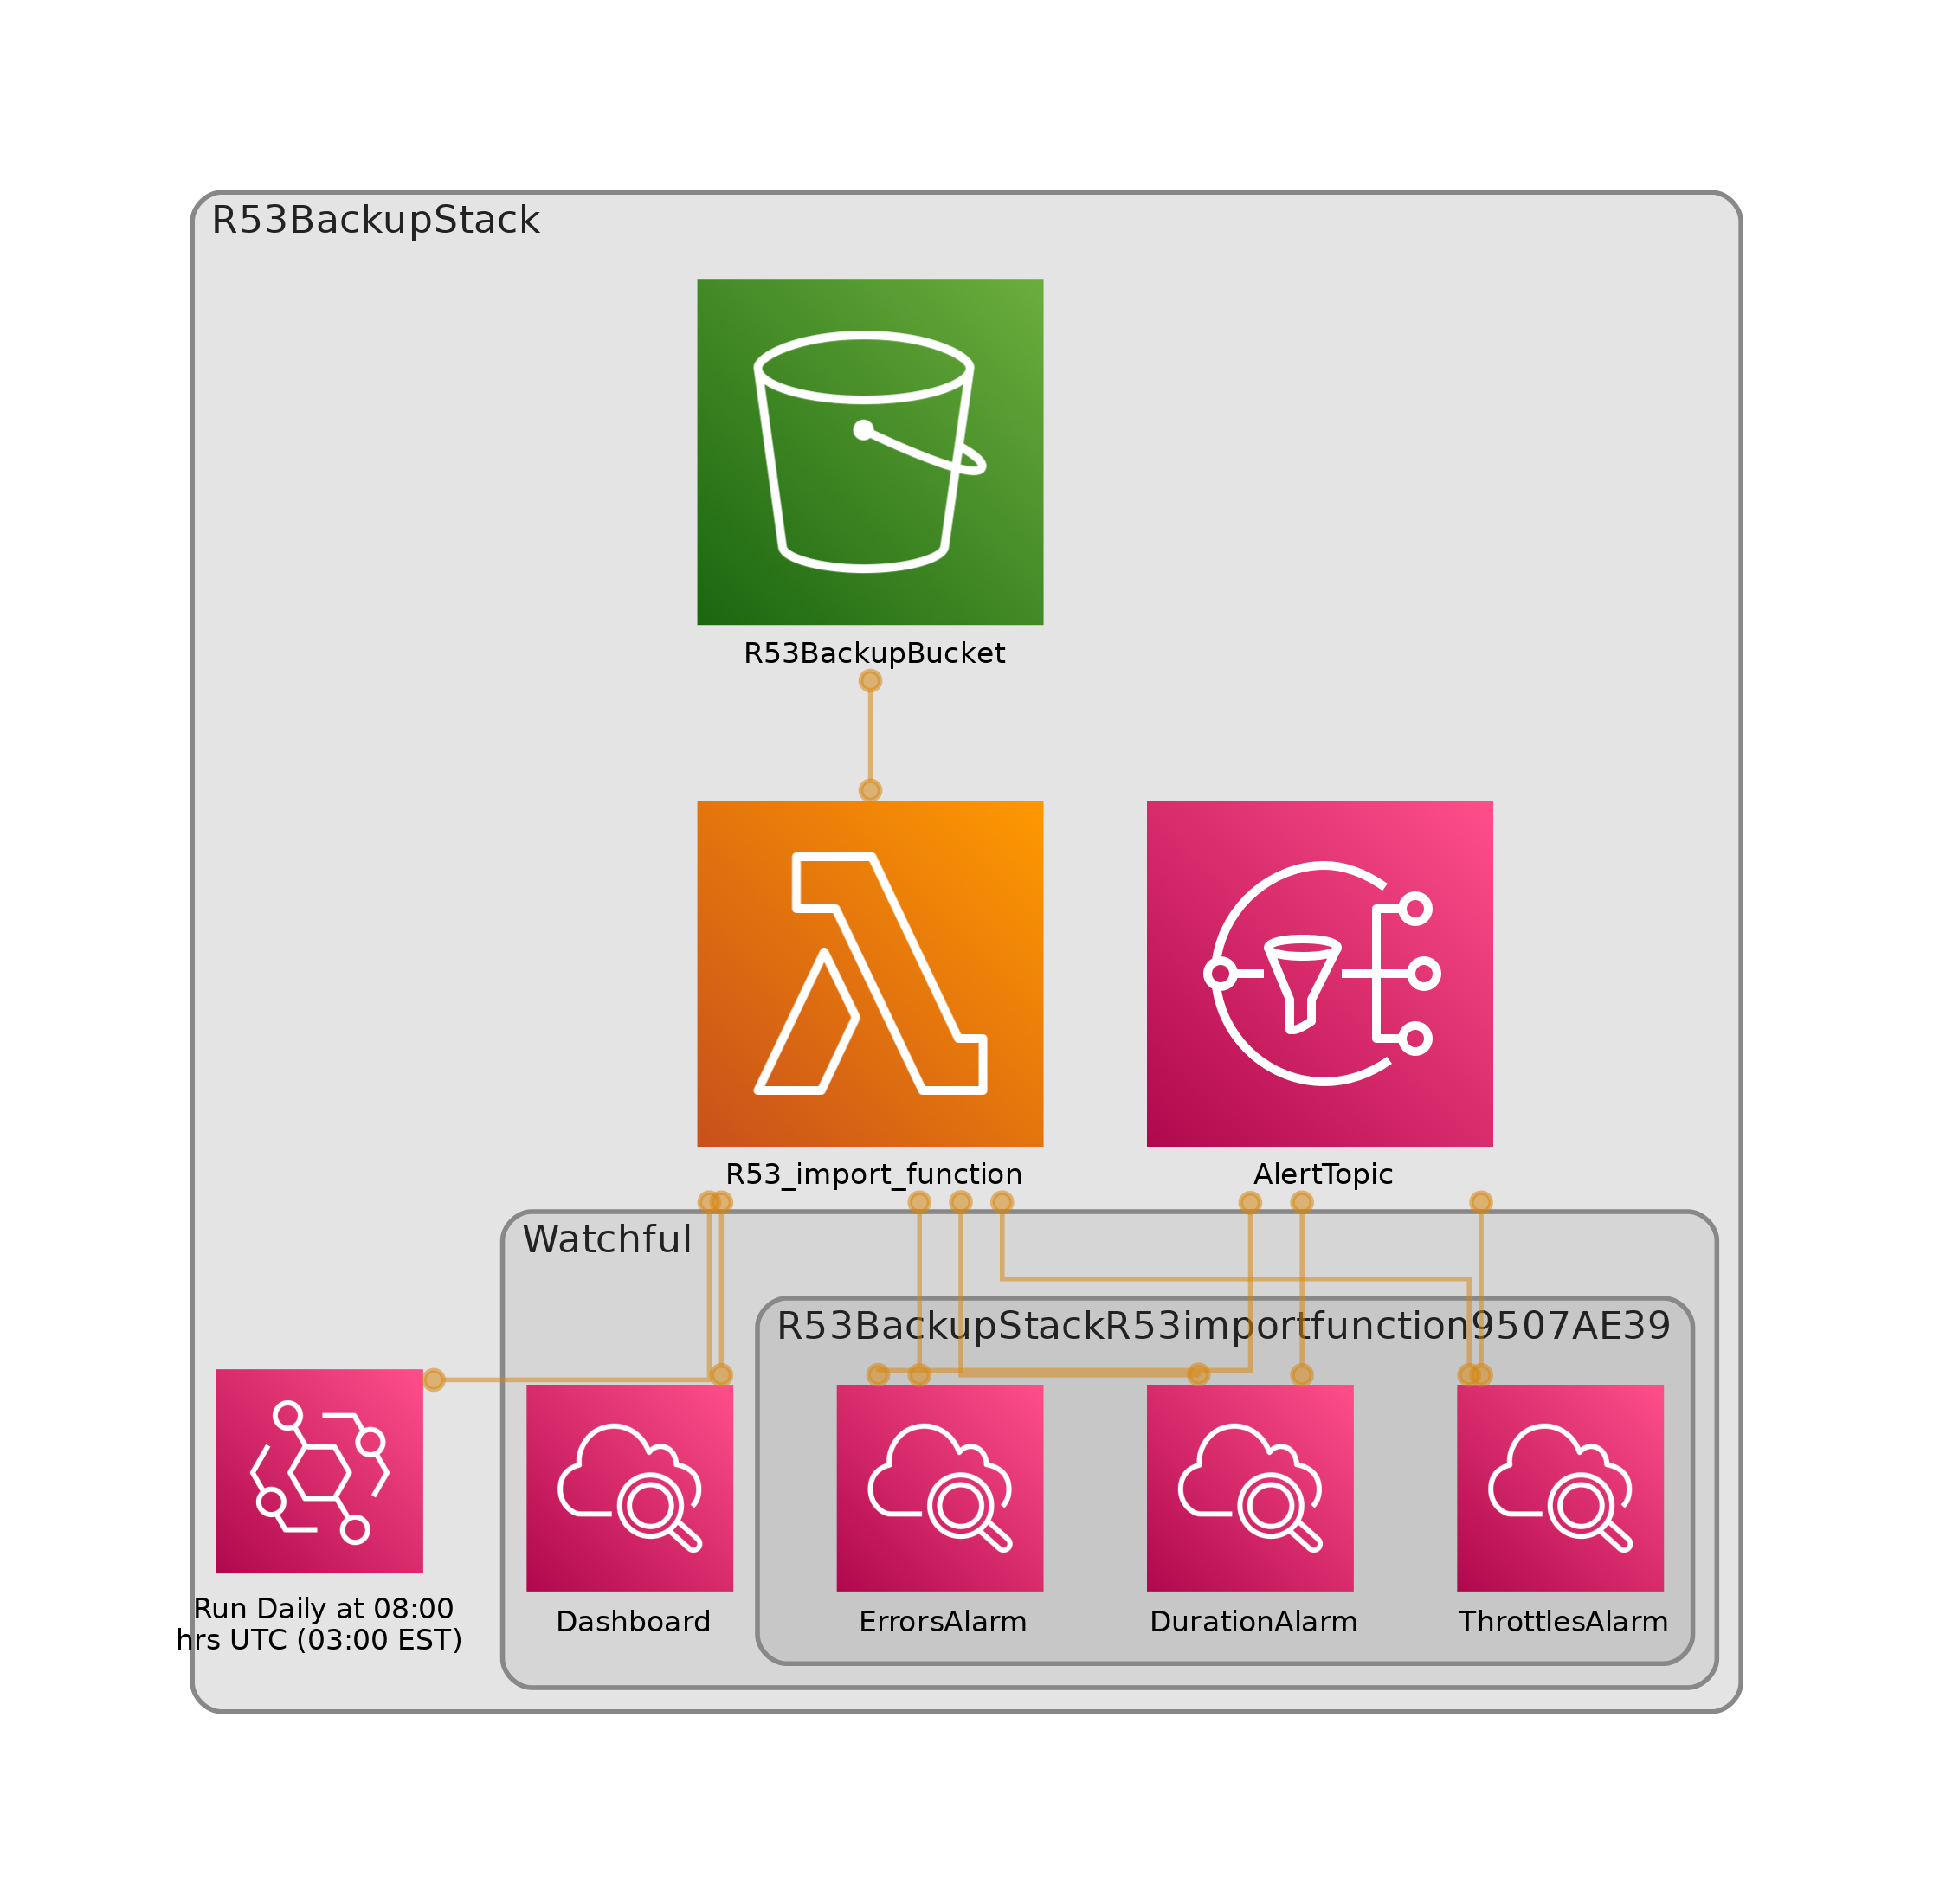 R53BackupStack
R53BackupBucket
R53_import_function
AlertTopic
Watchful
R53BackupStackR53importfunction9507AE39
Run Daily at 08:00
hrs UTC (03:00 EST)
Dashboard
ErrorsAlarm
DurationAlarm
ThrottlesAlarm